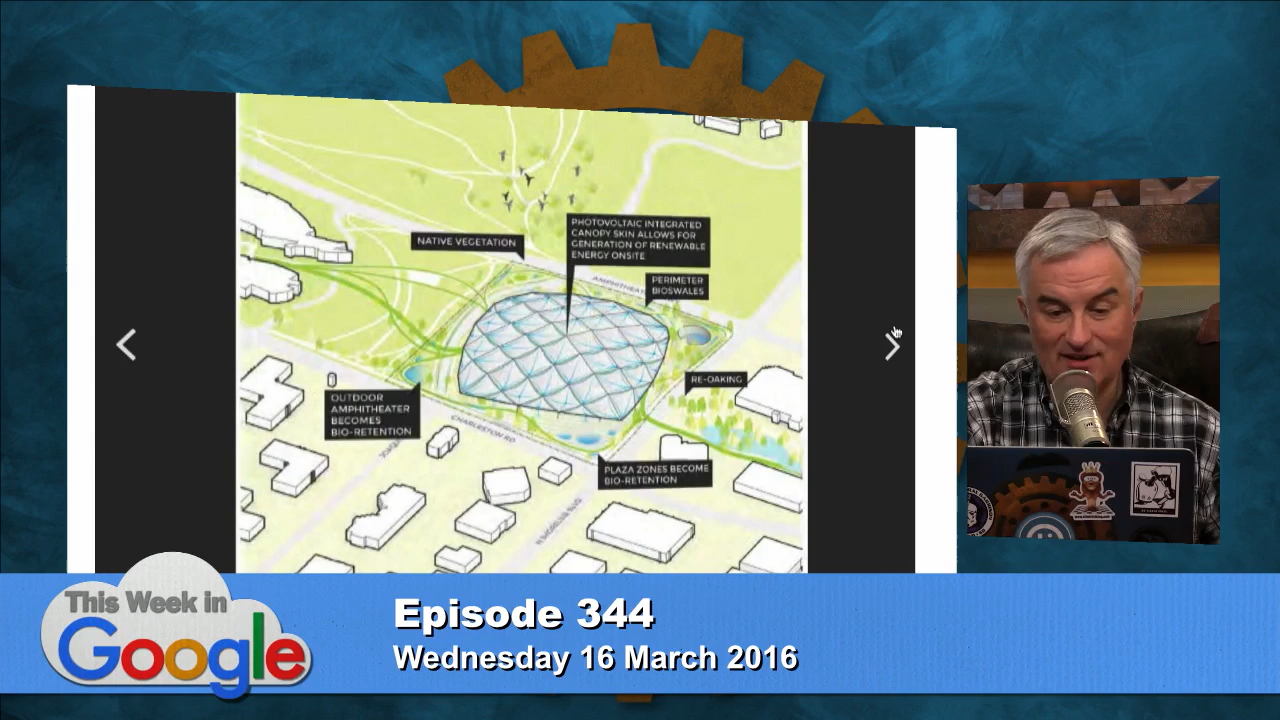 PHOTOVOLTAIC INTEGRATED
CANOPY SKIN ALLOWS FOR
GENERATION OF RENEWABLE
ENERGY ONSITE
NATIVE VEGETATION
PERIMETER
BIOSWALES
RE-OAKING
OUTDOOR
AMPHITHEATER
BECOMES
BIO-RETENTION
CHARLESTON RD
PLAZA ZONES BECOME
BIO-RETENTION
This Week in
Google
Episode 344
Wednesday 16 March 2016